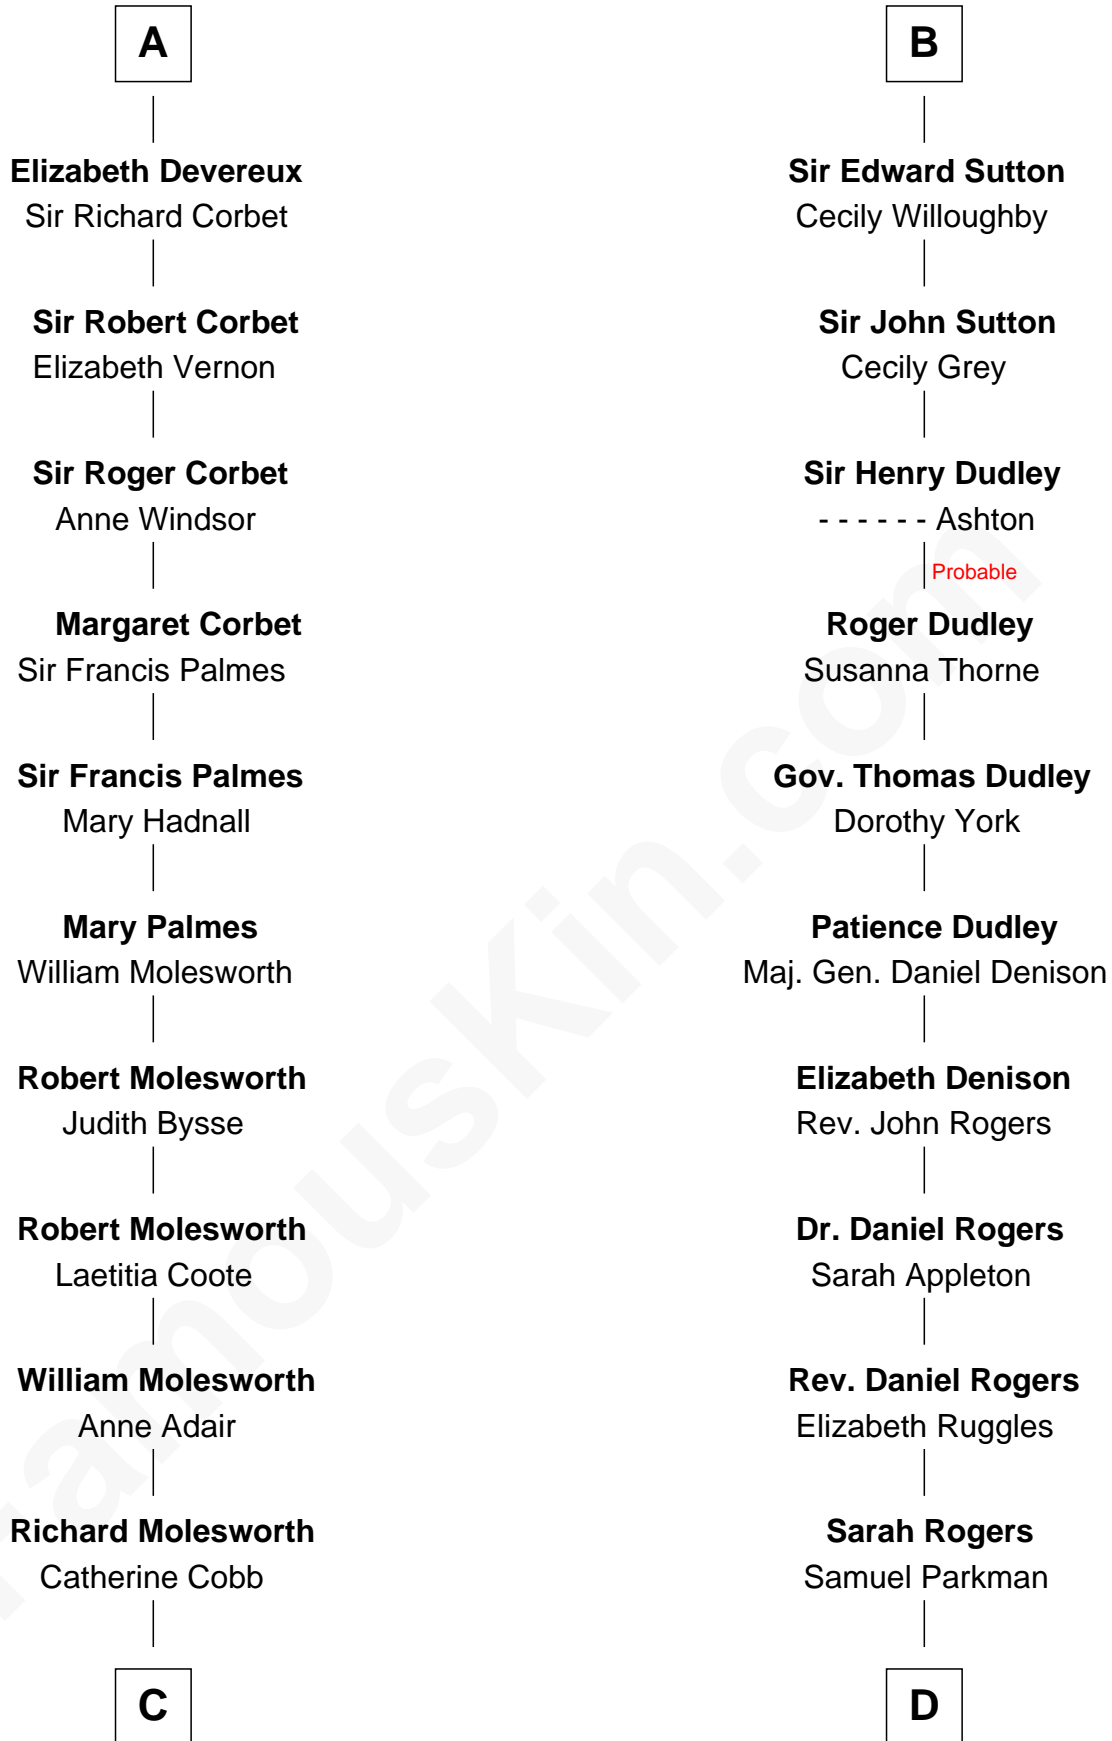 A
Elizabeth Devereux
Sir Richard Corbet
Sir Robert Corbet
Elizabeth Vernon
Sir Roger Corbet
Anne Windsor
Margaret Corbet
Sir Francis Palmes
Sir Francis Palmes
Mary Hadnall
Mary Palmes
William Molesworth
Robert Molesworth
Judith Bysse
Robert Molesworth
Laetitia Coote
William Molesworth
Anne Adair
Richard Molesworth
Catherine Cobb
C
B
Sir Edward Sutton
Cecily Willoughby
Sir John Sutton
Cecily Grey
Sir Henry Dudley
- - - - - - Ashton
Probable
Roger Dudley
Susanna Thorne
Gov. Thomas Dudley
Dorothy York
Patience Dudley
Maj. Gen. Daniel Denison
Elizabeth Denison
Rev. John Rogers
Dr. Daniel Rogers
Sarah Appleton
Rev. Daniel Rogers
Elizabeth Ruggles
Sarah Rogers
Samuel Parkman
D
FamousKin.com